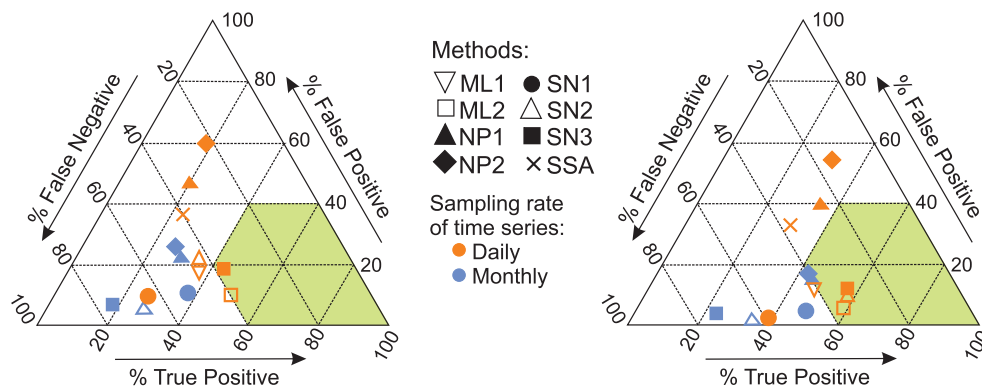 100
20
80
% False Negative
% False Positive
40
60
60
40
80
20
100
20
40
60
80
100
% True Positive
Methods:
ML1 SN1
ML2 SN2
NP1 SN3
NP2 SSA
Sampling rate
of time series:
Daily
Monthly
100
20
80
% False Negative
% False Positive
40
60
60
40
80
20
100
20
40
60
80
100
% True Positive